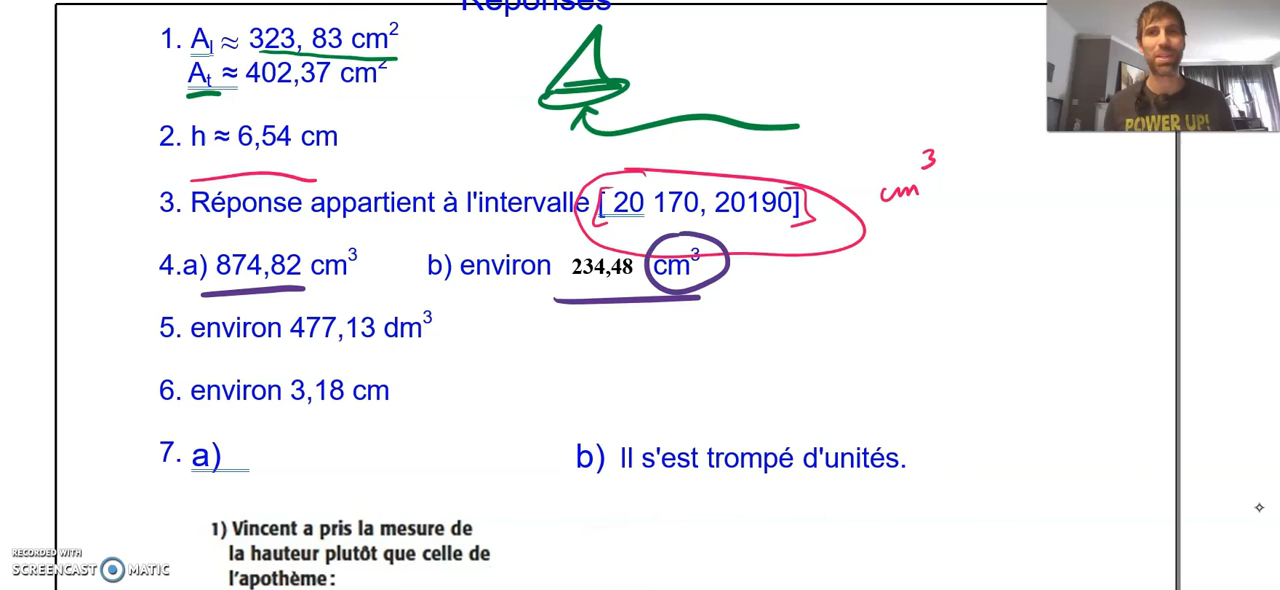 Réponses
1. Al ≈ 323, 83 cm²
At ≈ 402,37 cm²
2. h ≈ 6,54 cm
cm³
3. Réponse appartient à l'intervalle [ 20 170, 20190]
4.a) 874,82 cm³ b) environ 234,48 cm³
5. environ 477,13 dm³
6. environ 3,18 cm
7. a) b) Il s'est trompé d'unités.
1) Vincent a pris la mesure de
la hauteur plutôt que celle de
l'apothème :
POWER UP!
RECORDED WITH
SCREENCAST MATIC